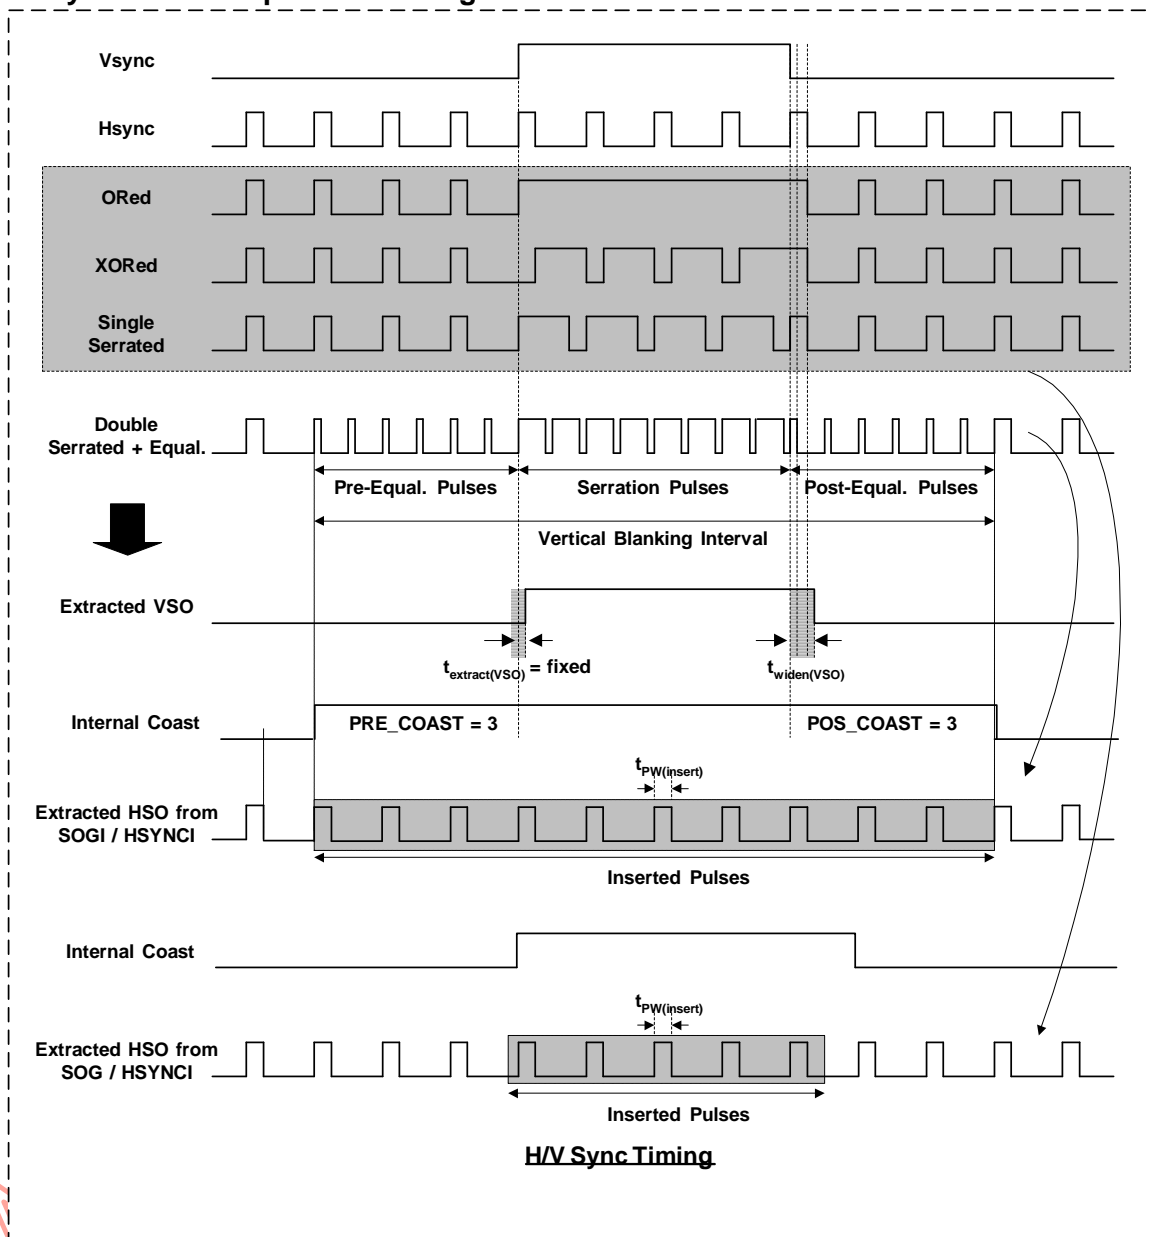 Vsync
Hsync
ORed
XORed
Single
Serrated
Double
Serrated + Equal.
Pre-Equal. Pulses
Serration Pulses
Post-Equal. Pulses
Vertical Blanking Interval
Extracted VSO
textract(VSO) = fixed
twiden(VSO)
Internal Coast
PRE_COAST = 3
POS_COAST = 3
tPW(insert)
Extracted HSO from
SOGI / HSYNCI
Inserted Pulses
Internal Coast
tPW(insert)
Extracted HSO from
SOG / HSYNCI
Inserted Pulses
H/V Sync Timing